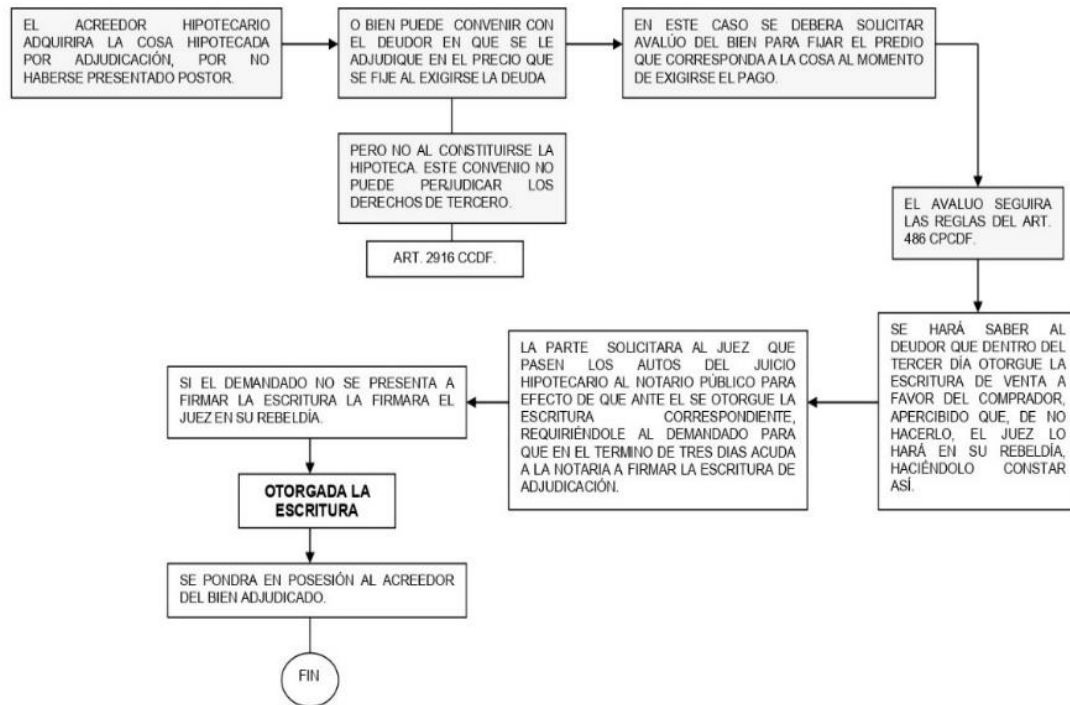 EL ACREEDOR HIPOTECARIO
ADQUIRIRA LA COSA HIPOTECADA
POR ADJUDICACIÓN, POR NO
HABERSE PRESENTADO POSTOR.
O BIEN PUEDE CONVENIR CON
EL DEUDOR EN QUE SE LE
ADJUDIQUE EN EL PRECIO QUE
SE FIJE AL EXIGIRSE LA DEUDA
EN ESTE CASO SE DEBERA SOLICITAR
AVALÚO DEL BIEN PARA FIJAR EL PREDIO
QUE CORRESPONDA A LA COSA AL MOMENTO
DE EXIGIRSE EL PAGO.
PERO NO AL CONSTITUIRSE LA
HIPOTECA. ESTE CONVENIO NO
PUEDE PERJUDICAR LOS
DERECHOS DE TERCERO.
ART. 2916 CCDF.
EL AVALUO SEGUIRA
LAS REGLAS DEL ART.
486 CPCDF.
SE HARÁ SABER AL
DEUDOR QUE DENTRO DEL
TERCER DÍA OTORGUE LA
ESCRITURA DE VENTA A
FAVOR DEL COMPRADOR,
APERCIBIDO QUE, DE NO
HACERLO, EL JUEZ LO
HARÁ EN SU REBELDÍA,
HACIÉNDOLO CONSTAR
ASÍ.
LA PARTE SOLICITARA AL JUEZ QUE
PASEN LOS AUTOS DEL JUICIO
HIPOTECARIO AL NOTARIO PÚBLICO PARA
EFECTO DE QUE ANTE EL SE OTORGUE LA
ESCRITURA CORRESPONDIENTE,
REQUIRIÉNDOLE AL DEMANDADO PARA
QUE EN EL TERMINO DE TRES DIAS ACUDA
A LA NOTARIA A FIRMAR LA ESCRITURA DE
ADJUDICACIÓN.
SI EL DEMANDADO NO SE PRESENTA A
FIRMAR LA ESCRITURA LA FIRMARA EL
JUEZ EN SU REBELDÍA.
OTORGADA LA
ESCRITURA
SE PONDRA EN POSESIÓN AL ACREEDOR
DEL BIEN ADJUDICADO.
FIN